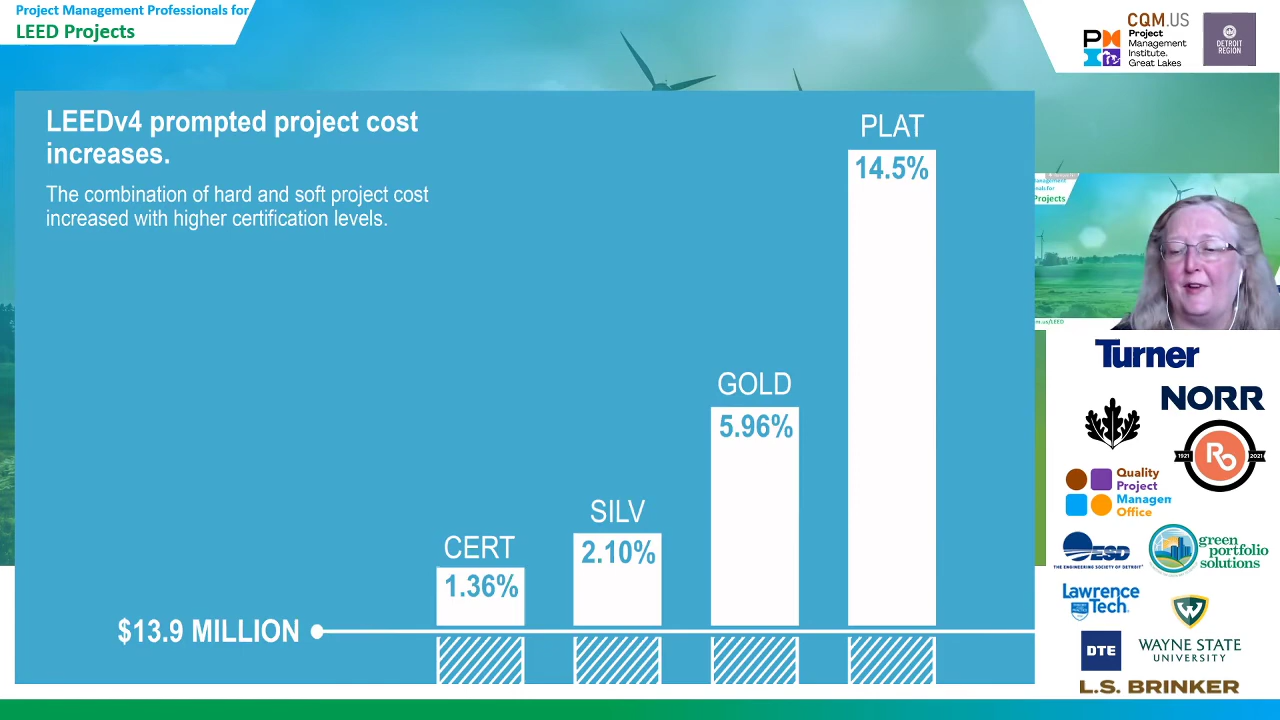 Project Management Professionals for
LEED Projects
CQM.US
Project
Management
Institute.
Great Lakes
DETROIT
REGION
LEEDv4 prompted project cost
increases.
The combination of hard and soft project cost
increased with higher certification levels.
PLAT
14.5%
GOLD
5.96%
SILV
2.10%
CERT
1.36%
$13.9 MILLION
Projects
Turner
NORR
1921
2021
Quality
Project
Managem
Office
ESD
THE ENGINEERING SOCIETY OF DETROIT
green
portfolio
solutions
Lawrence
Tech
W
DTE
WAYNE STATE
UNIVERSITY
L.S. BRINKER